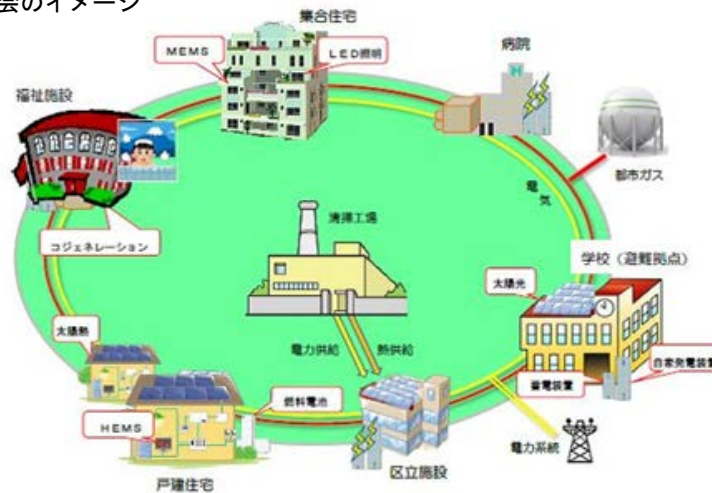 会のイメージ
集合住宅
MEMS
LED照明
病院
福祉施設
都市ガス
電気
コジェネレーション
清掃工場
学校（避難拠点）
太陽光
太陽熱
電力供給
熱供給
自家発電装置
蓄電装置
燃料電池
HEMS
電力系統
区立施設
戸建住宅
H